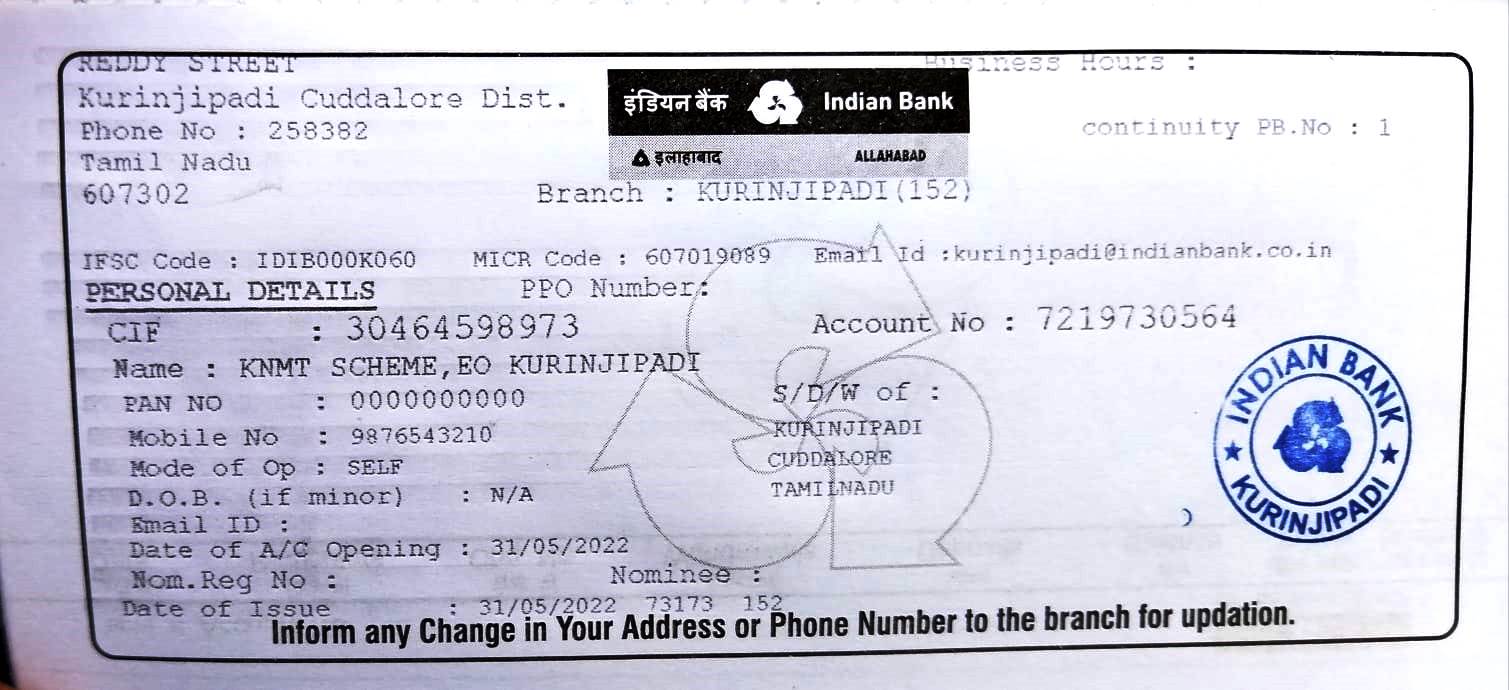 REDDY STREET
Business Hours :
Kurinjipadi Cuddalore Dist.
इंडियन बैंक Indian Bank
Phone No : 258382
continuity PB.No : 1
Tamil Nadu
इलाहाबाद ALLAHABAD
607302
Branch : KURINJIPADI(152)
IFSC Code : IDIB000K060 MICR Code : 607019089 Email Id :kurinjipadi@indianbank.co.in
PERSONAL DETAILS PPO Number:
CIF : 30464598973 Account No : 7219730564
Name : KNMT SCHEME,EO KURINJIPADI
PAN NO : 0000000000 S/D/W of :
Mobile No : 9876543210 KURINJIPADI
Mode of Op : SELF CUDDALORE
D.O.B. (if minor) : N/A TAMILNADU
Email ID :
Date of A/C Opening : 31/05/2022
Nom.Reg No : Nominee :
Date of Issue : 31/05/2022 73173 152
Inform any Change in Your Address or Phone Number to the branch for updation.
INDIAN BANK
KURINJIPADI